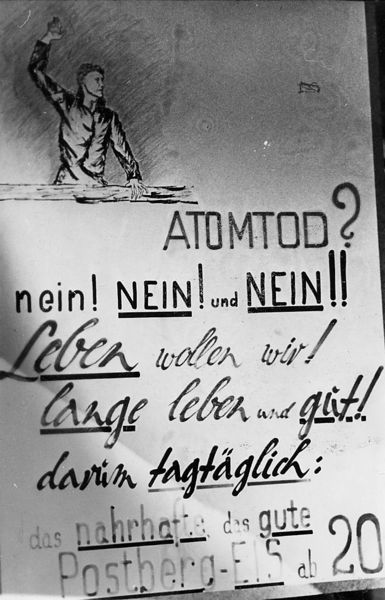 ATOMTOD?
nein! NEIN! und NEIN!!
Leben wollen wir!
lange leben und gut!
darum tagtäglich:
das nahrhafte, das gute
Postberg-EIS ab 20